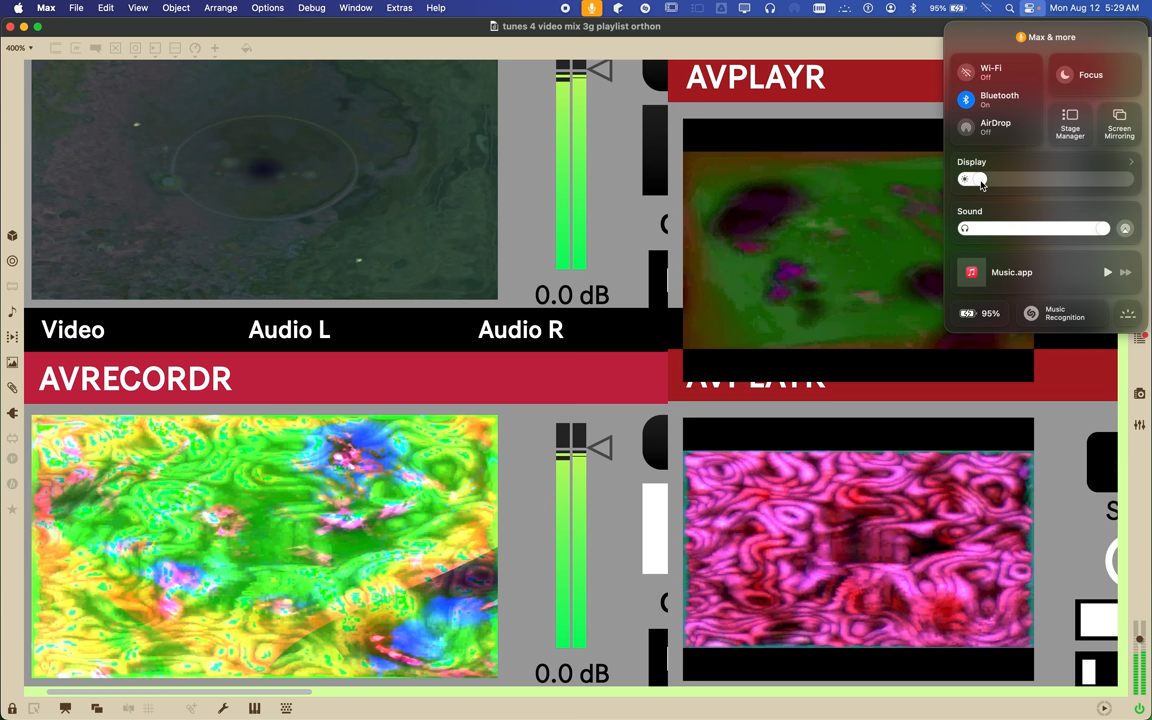 Max File Edit View Object Arrange Options Debug Window Extras Help
95% Mon Aug 12 5:29 AM
tunes 4 video mix 3g playlist orthon
400%
Max & more
Wi-Fi
Off
Bluetooth
On
AirDrop
Off
Focus
Stage
Manager
Screen
Mirroring
Display
Sound
Music.app
95%
Music
Recognition
AVPLAYR
0.0 dB
Video Audio L Audio R
AVRECORDR
AVPLAYR
0.0 dB